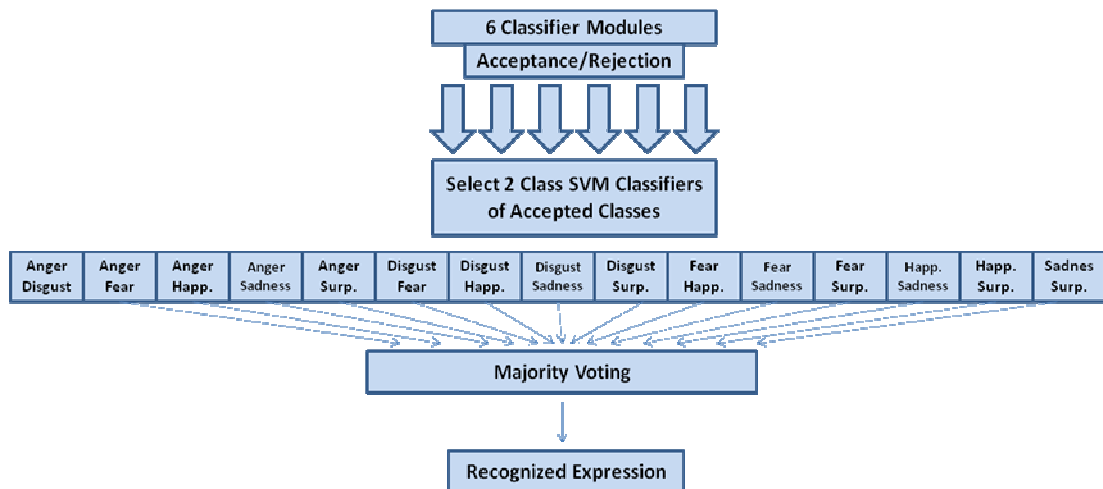 6 Classifier Modules
Acceptance/Rejection
Select 2 Class SVM Classifiers
of Accepted Classes
Anger
Disgust
Anger
Fear
Anger
Happ.
Anger
Sadness
Anger
Surp.
Disgust
Fear
Disgust
Happ.
Disgust
Sadness
Disgust
Surp.
Fear
Happ.
Fear
Sadness
Fear
Surp.
Happ.
Sadness
Happ.
Surp.
Sadnes
Surp.
Majority Voting
Recognized Expression